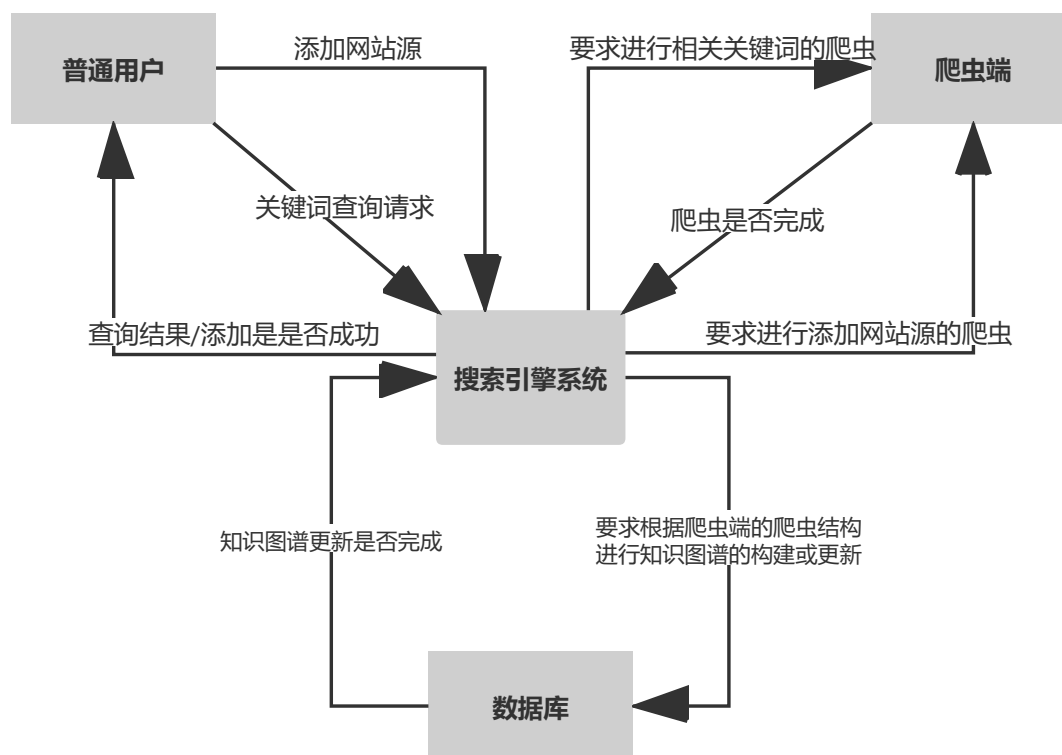 普通用户
添加网站源
要求进行相关关键词的爬虫
爬虫端
关键词查询请求
爬虫是否完成
查询结果/添加是是否成功
要求进行添加网站源的爬虫
搜索引擎系统
知识图谱更新是否完成
要求根据爬虫端的爬虫结构
进行知识图谱的构建或更新
数据库